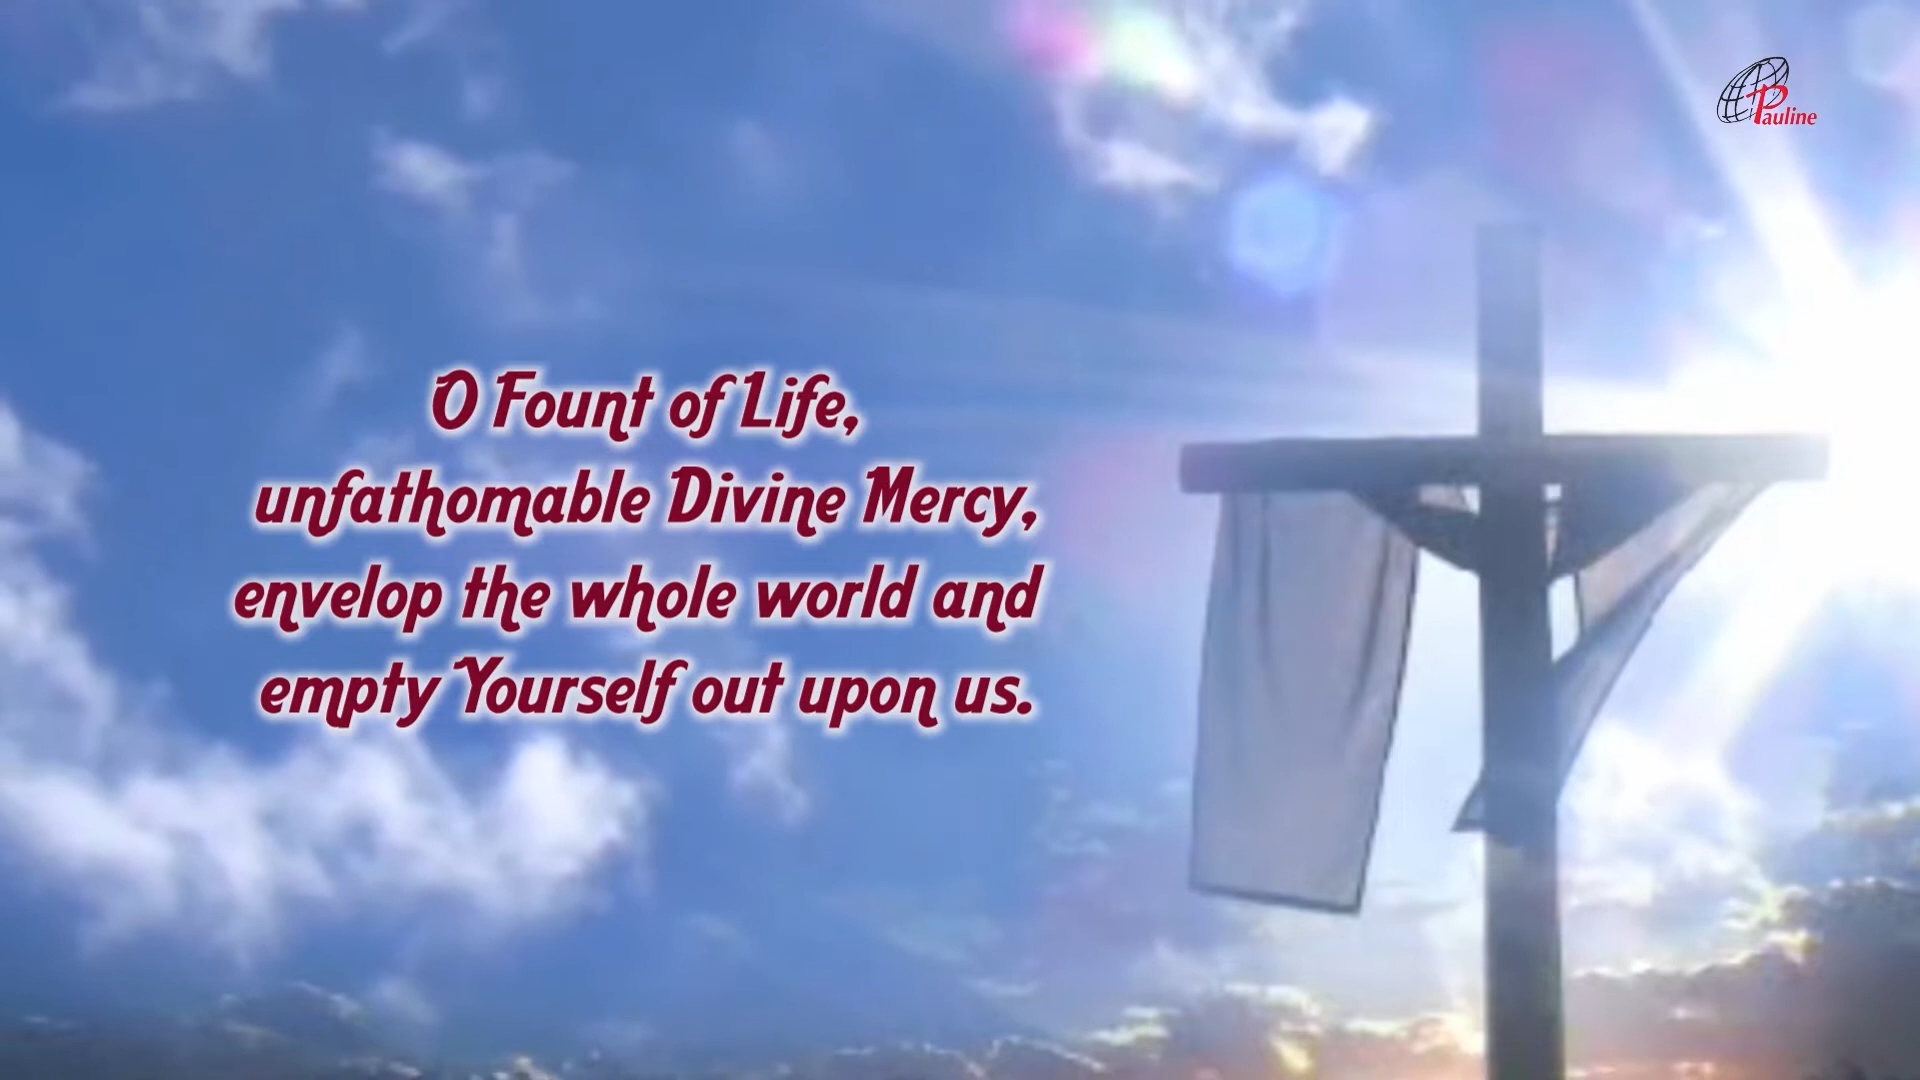 Pauline
O Fount of Life,
unfathomable Divine Mercy,
envelop the whole world and
empty Yourself out upon us.